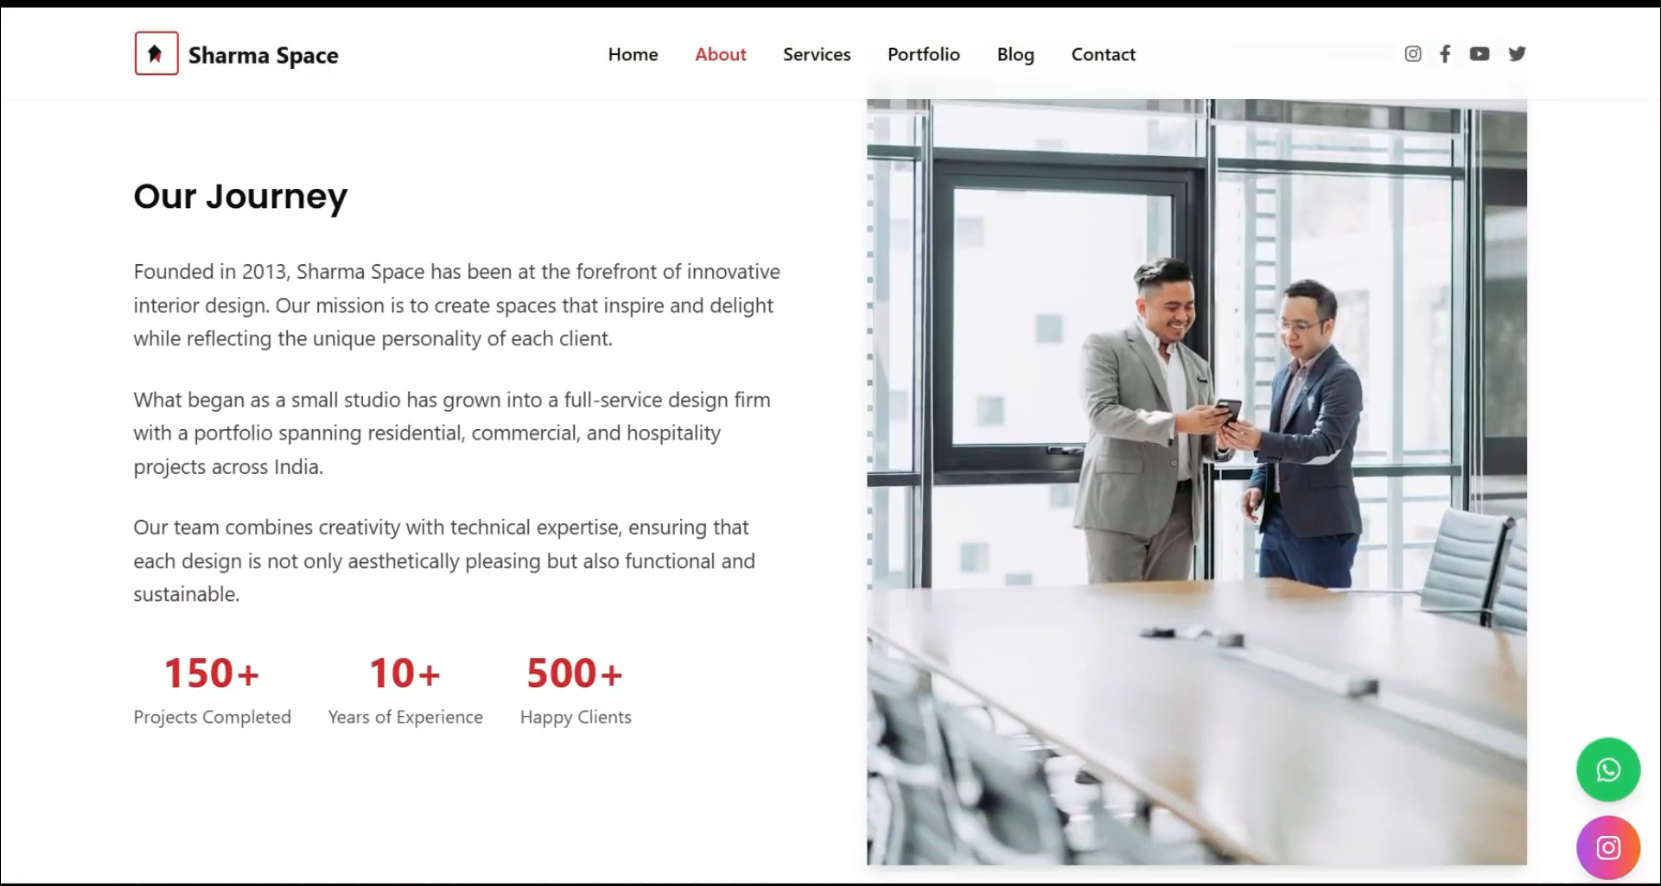 Sharma Space
Home About Services Portfolio Blog Contact
Our Journey
Founded in 2013, Sharma Space has been at the forefront of innovative
interior design. Our mission is to create spaces that inspire and delight
while reflecting the unique personality of each client.
What began as a small studio has grown into a full-service design firm
with a portfolio spanning residential, commercial, and hospitality
projects across India.
Our team combines creativity with technical expertise, ensuring that
each design is not only aesthetically pleasing but also functional and
sustainable.
150+ 10+ 500+
Projects Completed Years of Experience Happy Clients